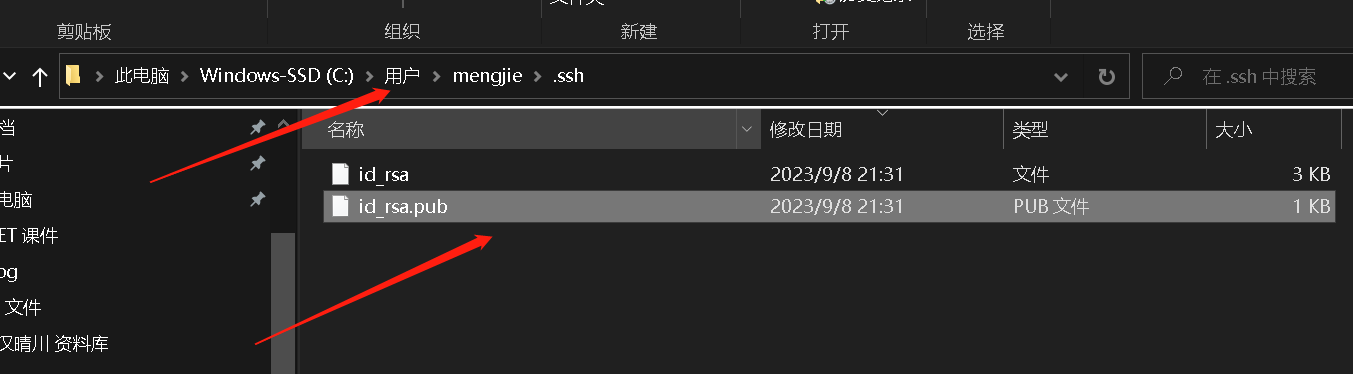 剪贴板 组织 新建 打开 选择
此电脑 Windows-SSD (C:) 用户 mengjie .ssh 在 .ssh 中搜索
名称 修改日期 类型 大小
id_rsa 2023/9/8 21:31 文件 3 KB
id_rsa.pub 2023/9/8 21:31 PUB 文件 1 KB
档
片
电脑
ET 课件
og
文件
汉晴川 资料库